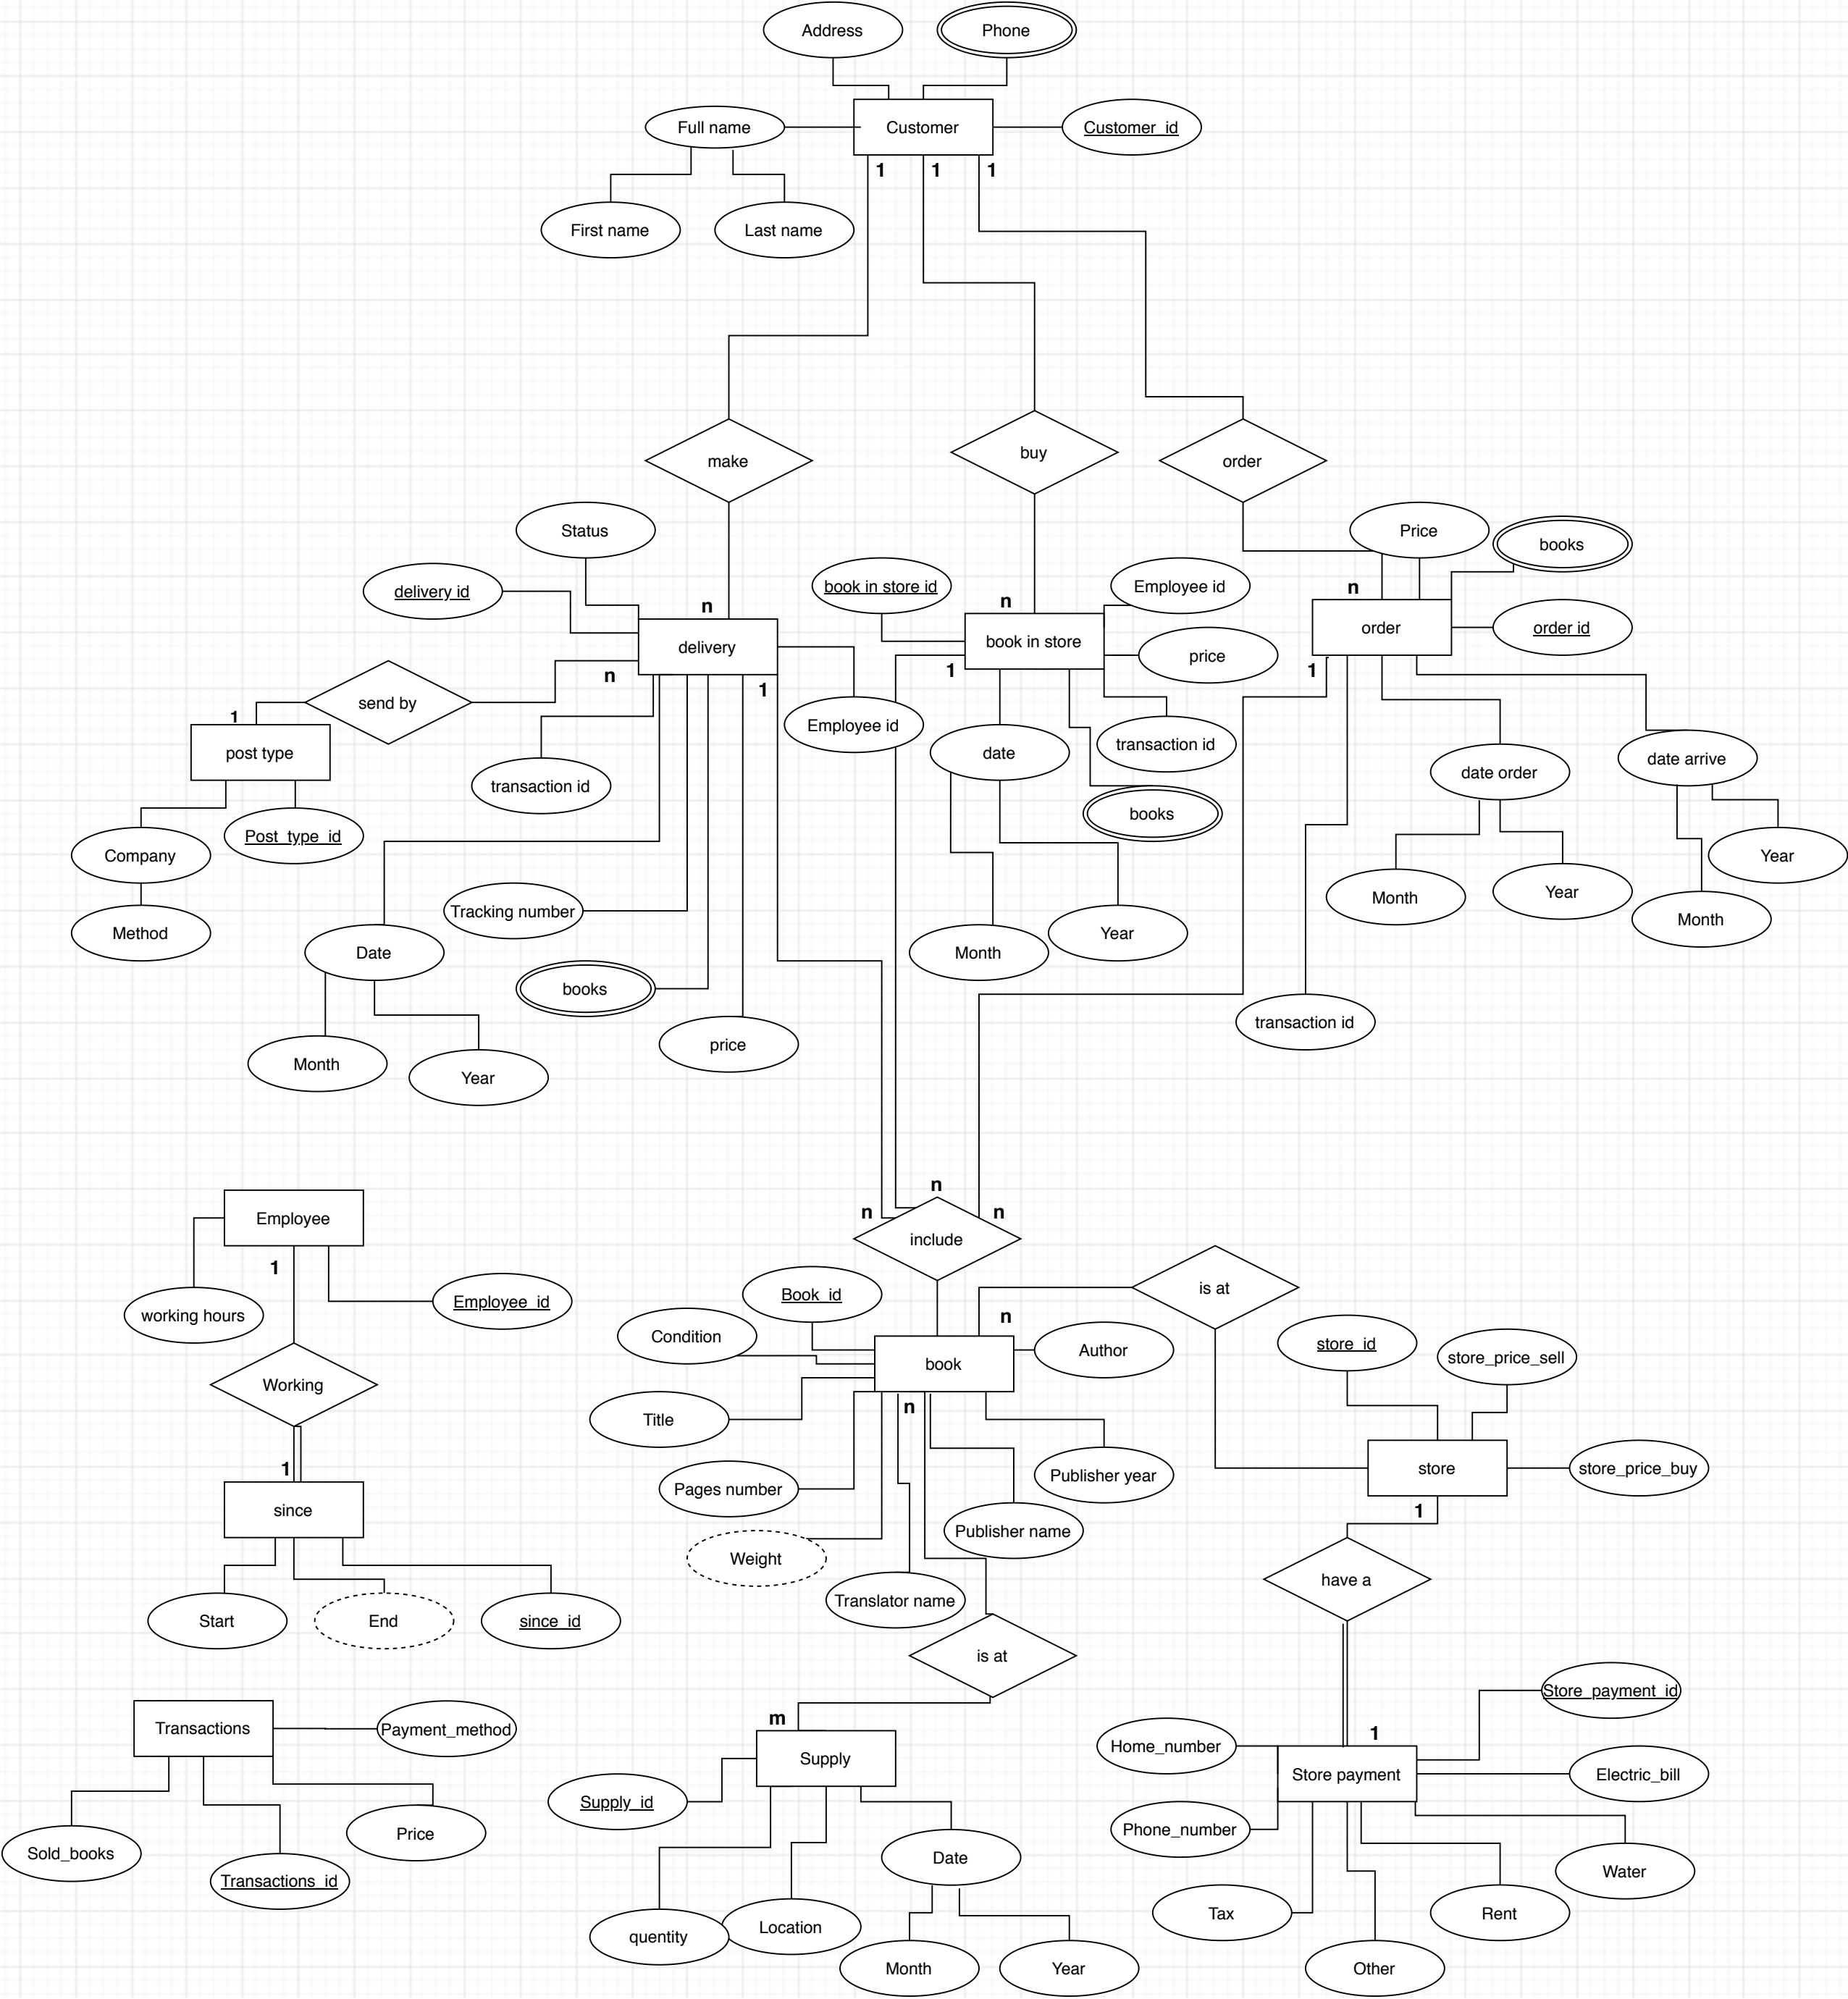 Address
Phone
Full name
Customer
Customer_id
1
1
1
First name
Last name
make
buy
order
Status
Price
books
delivery id
book in store id
Employee id
n
n
n
delivery
book in store
price
order
order id
n
1
1
1
send by
1
post type
Employee id
transaction id
date
transaction id
date order
date arrive
books
Company
Post_type_id
Year
Method
Tracking number
Month
Year
Month
Date
Month
Year
books
price
transaction id
Month
Year
n
n
n
Employee
include
1
working hours
Employee_id
Book_id
is at
n
Condition
book
Author
store_id
store_price_sell
Working
Title
n
1
Pages number
Publisher year
store
store_price_buy
since
Publisher name
1
Weight
have a
Start
End
since_id
Translator name
is at
Store_payment_id
Transactions
Payment_method
m
1
Home_number
Supply
Store payment
Electric_bill
Supply_id
Phone_number
Sold_books
Price
Date
Water
Transactions_id
Tax
Rent
quentity
Location
Month
Year
Other